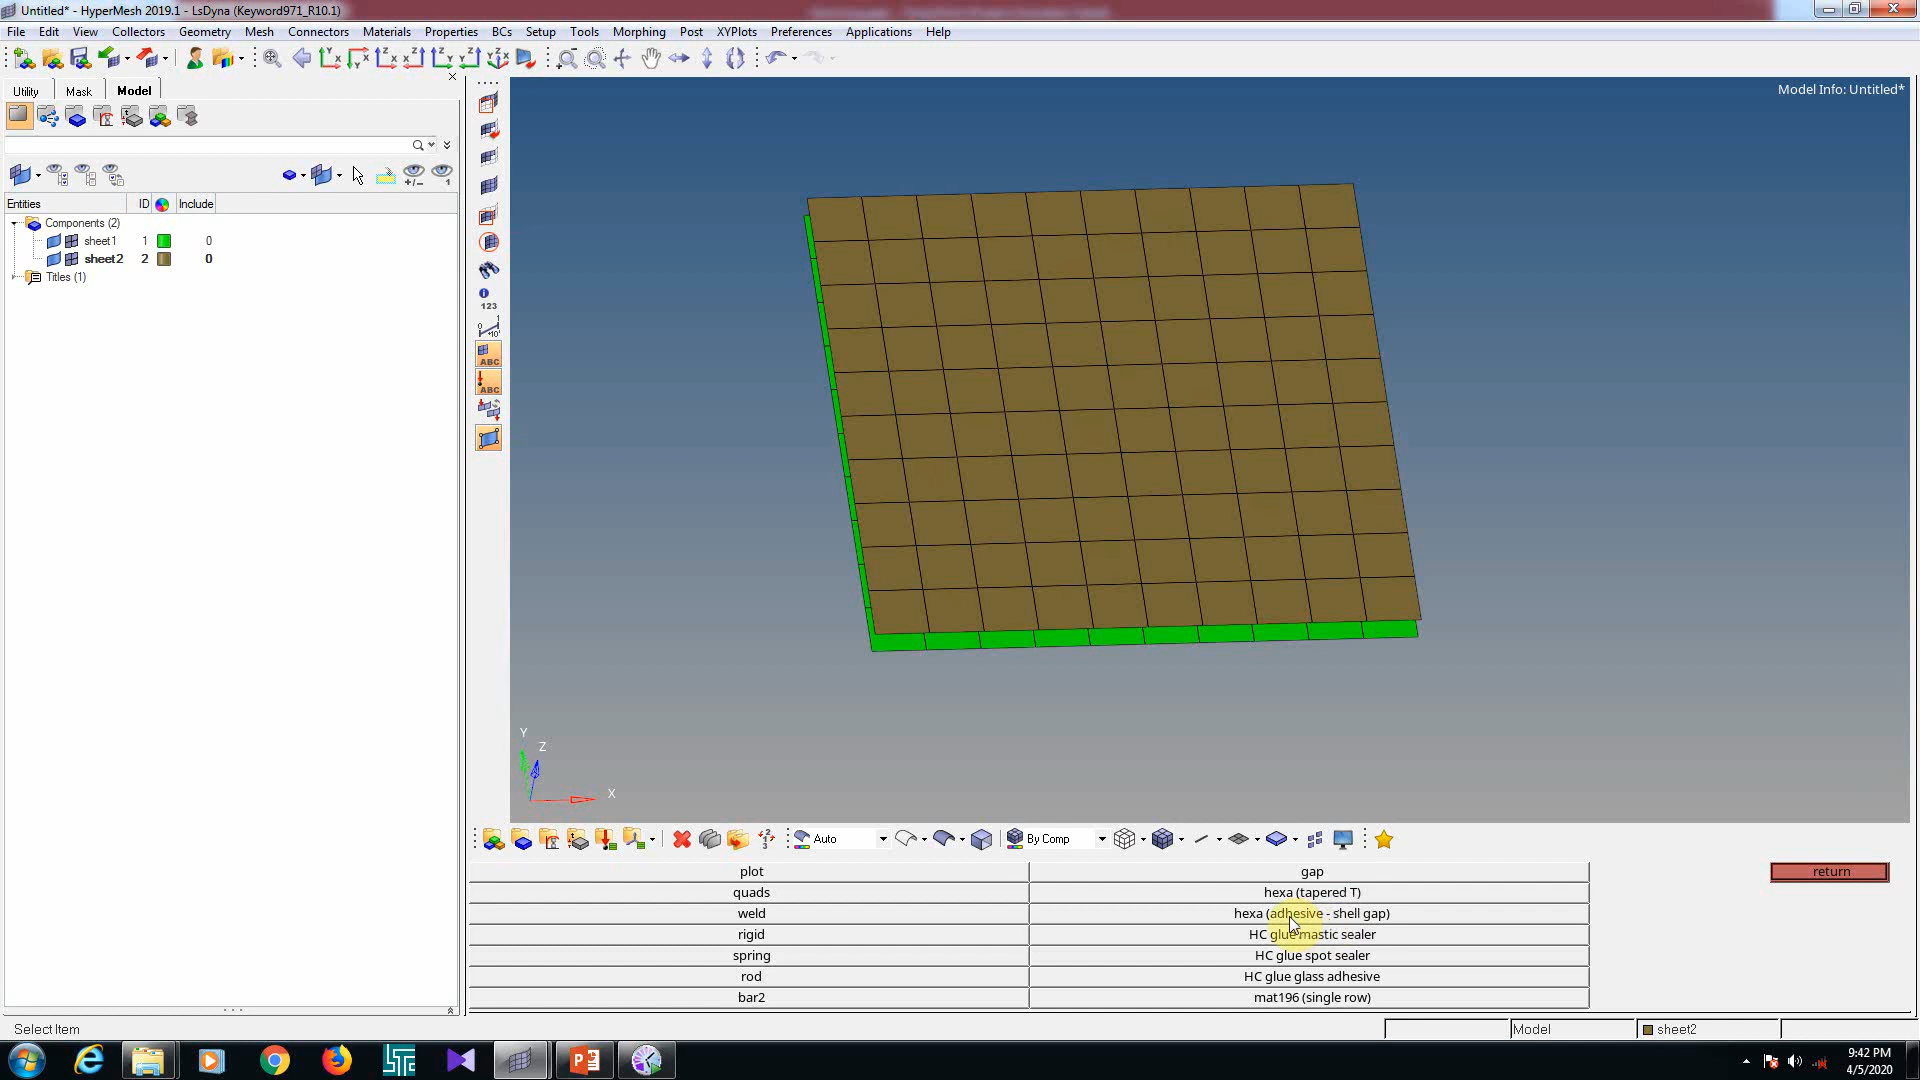 Untitled* - HyperMesh 2019.1 - LsDyna (Keyword971_R10.1)
File Edit View Collectors Geometry Mesh Connectors Materials Properties BCs Setup Tools Morphing Post XYPlots Preferences Applications Help
Utility Mask Model
Model Info: Untitled*
Entities ID Include
Components (2)
sheet1 1 0
sheet2 2 0
Titles (1)
123
ABC
ABC
Y
Z
X
Auto
By Comp
plot gap return
quads hexa (tapered T)
weld hexa (adhesive - shell gap)
rigid HC glue mastic sealer
spring HC glue spot sealer
rod HC glue glass adhesive
bar2 mat196 (single row)
Select Item Model sheet2
9:42 PM
4/5/2020